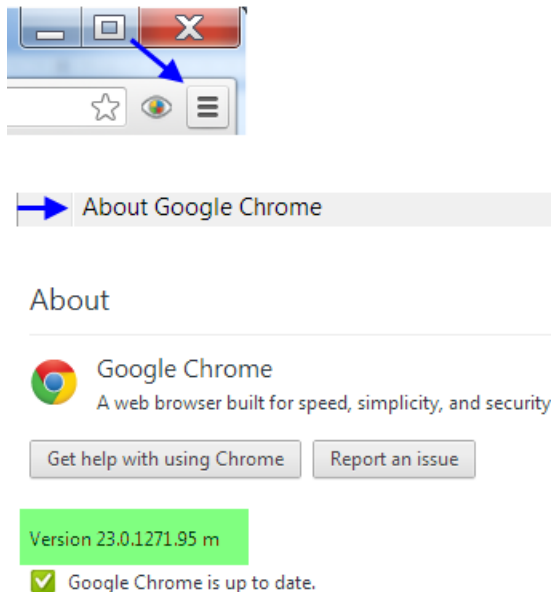 About Google Chrome
About
Google Chrome
A web browser built for speed, simplicity, and security
Get help with using Chrome
Report an issue
Version 23.0.1271.95 m
Google Chrome is up to date.